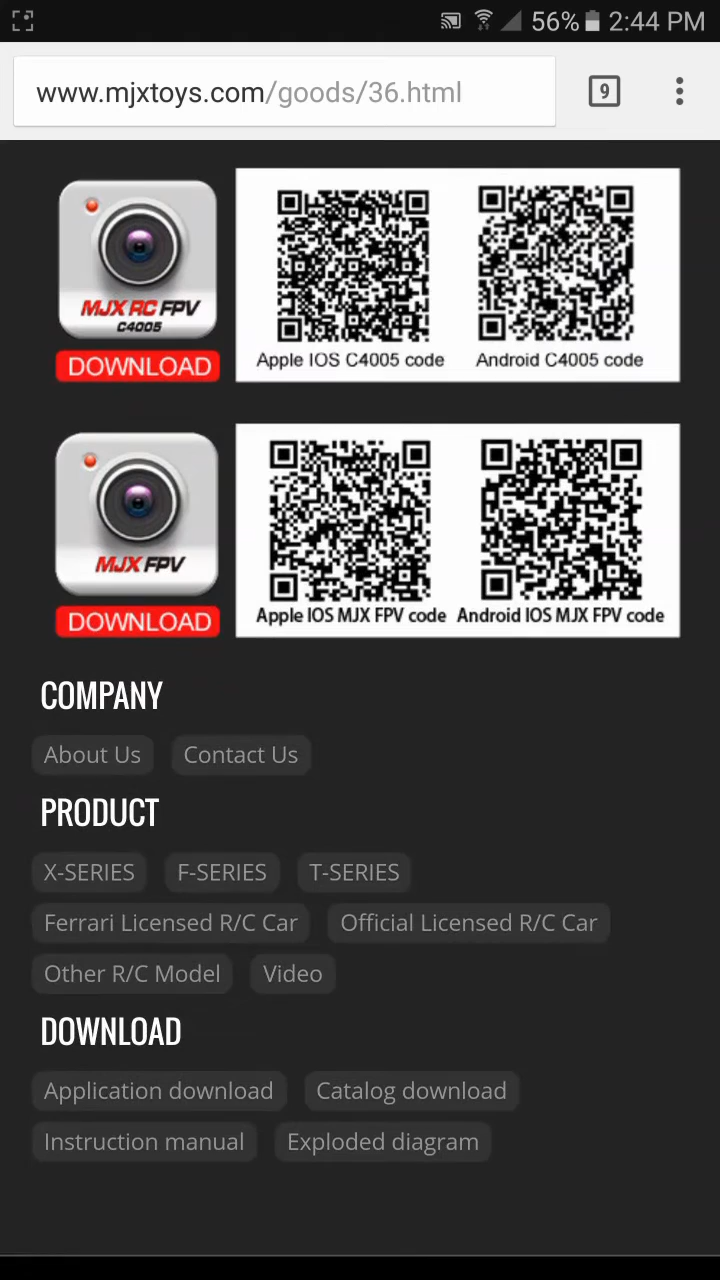 56% 2:44 PM
www.mjxtoys.com/goods/36.html
9
MJX RC FPV
C4005
DOWNLOAD
Apple IOS C4005 code
Android C4005 code
MJX FPV
DOWNLOAD
Apple IOS MJX FPV code
Android IOS MJX FPV code
COMPANY
About Us
Contact Us
PRODUCT
X-SERIES
F-SERIES
T-SERIES
Ferrari Licensed R/C Car
Official Licensed R/C Car
Other R/C Model
Video
DOWNLOAD
Application download
Catalog download
Instruction manual
Exploded diagram